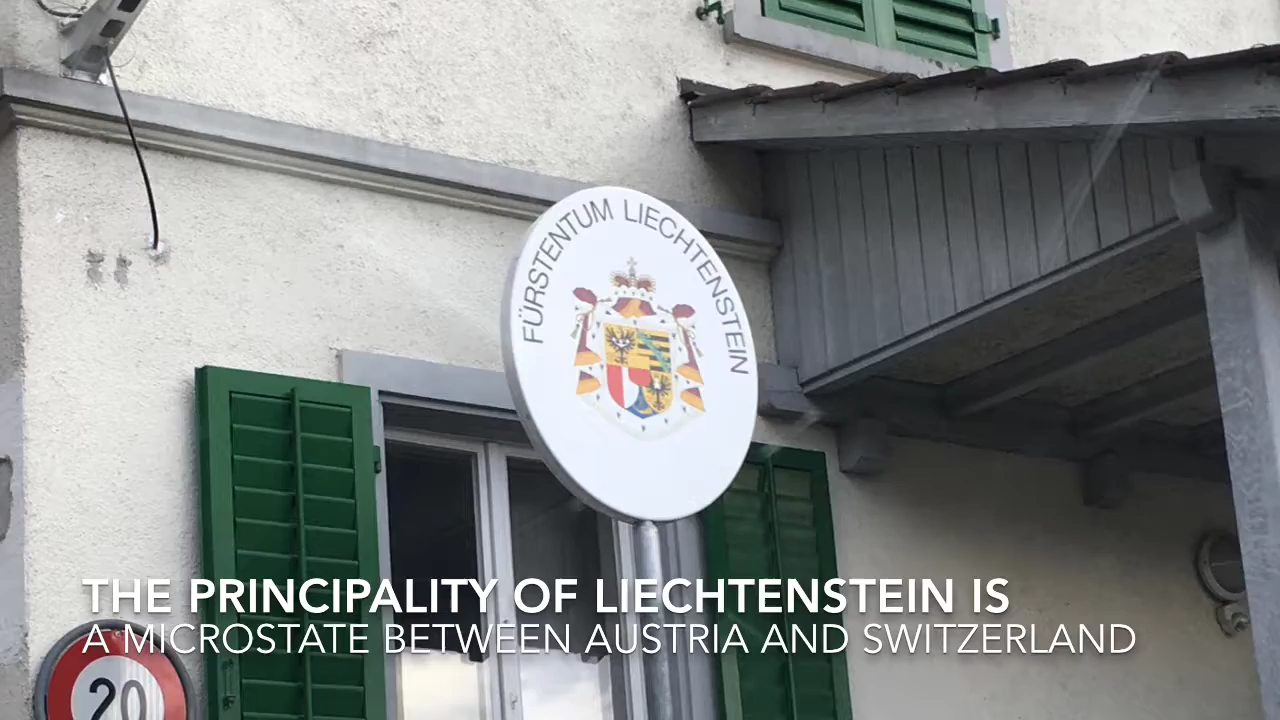 FÜRSTENTUM LIECHTENSTEIN
THE PRINCIPALITY OF LIECHTENSTEIN IS
A MICROSTATE BETWEEN AUSTRIA AND SWITZERLAND
20